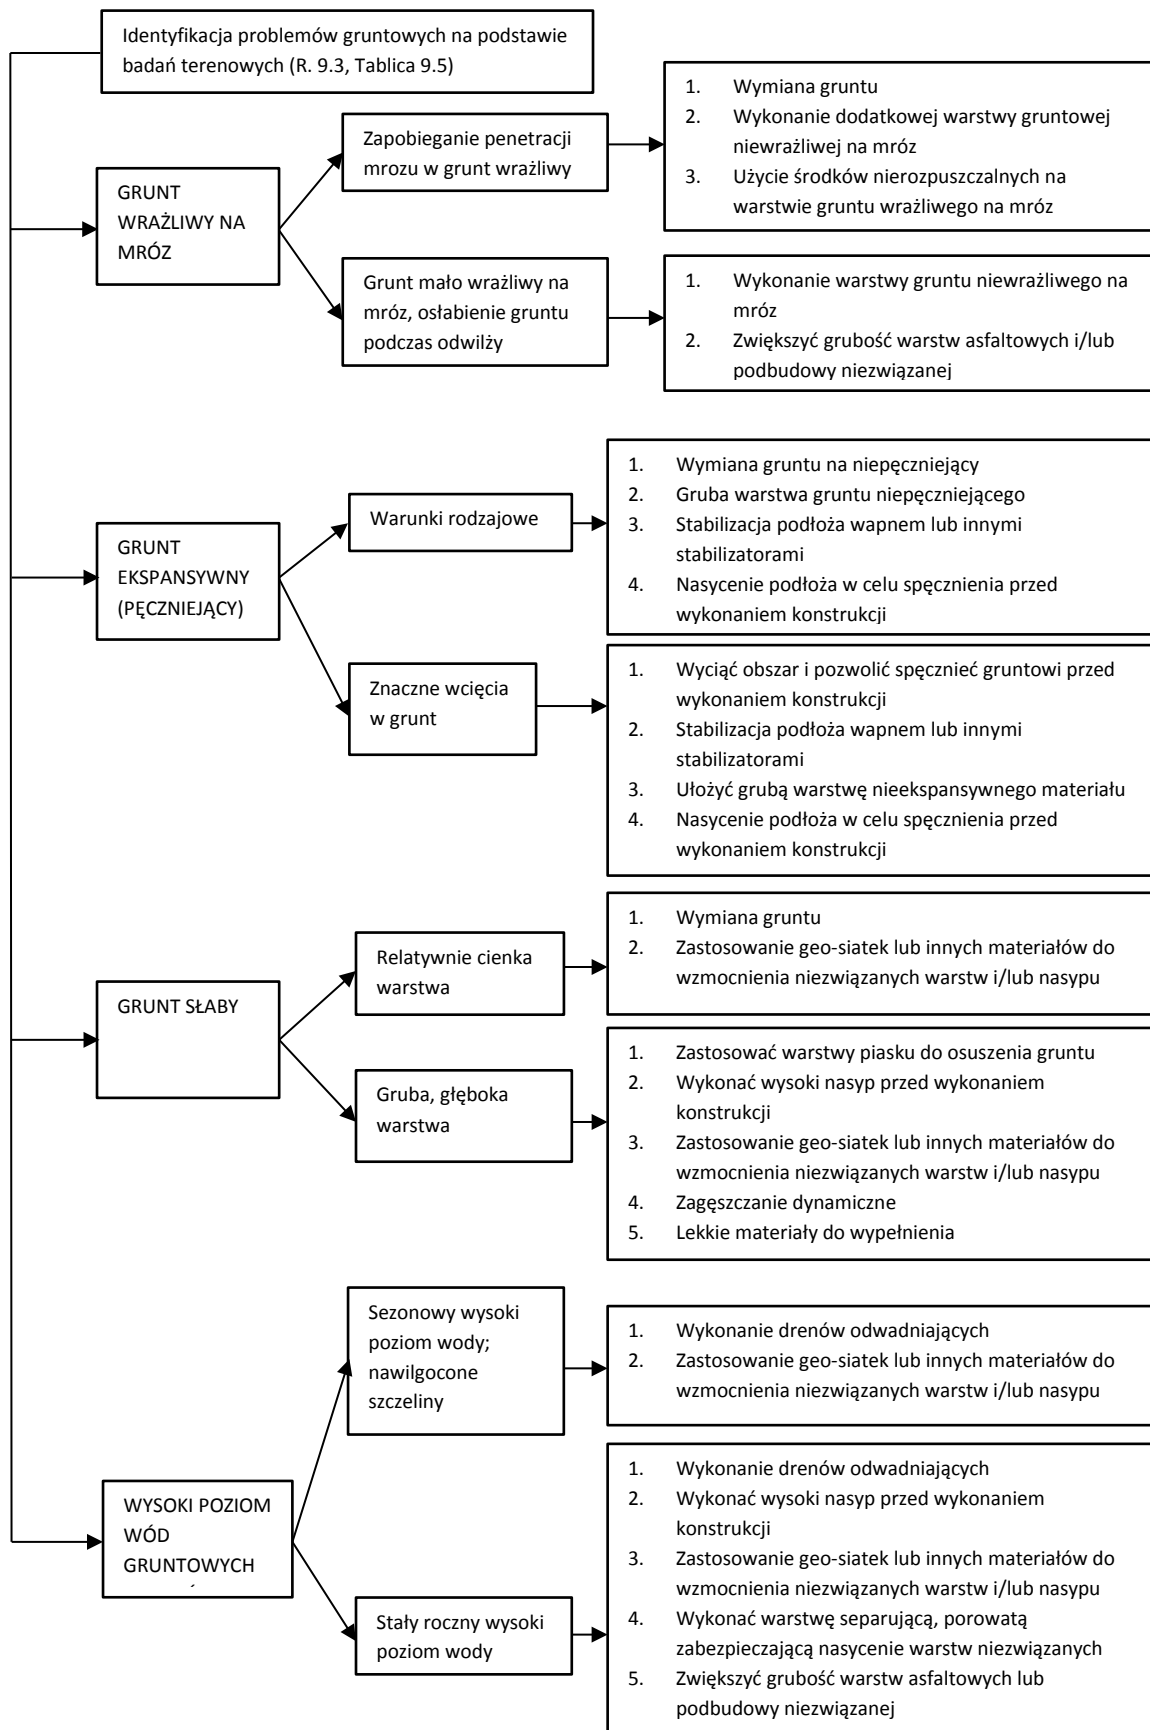 Identyfikacja problemów gruntowych na podstawie
badań terenowych (R. 9.3, Tablica 9.5)
GRUNT
WRAŻLIWY NA
MRÓZ
Zapobieganie penetracji
mrozu w grunt wrażliwy
1. Wymiana gruntu
2. Wykonanie dodatkowej warstwy gruntowej
niewrażliwej na mróz
3. Użycie środków nierozpuszczalnych na
warstwie gruntu wrażliwego na mróz
Grunt mało wrażliwy na
mróz, osłabienie gruntu
podczas odwilży
1. Wykonanie warstwy gruntu niewrażliwego na
mróz
2. Zwiększyć grubość warstw asfaltowych i/lub
podbudowy niezwiązanej
GRUNT
EKSPANSYWNY
(PĘCZNIEJĄCY)
Warunki rodzajowe
1. Wymiana gruntu na niepęczniejący
2. Gruba warstwa gruntu niepęczniejącego
3. Stabilizacja podłoża wapnem lub innymi
stabilizatorami
4. Nasycenie podłoża w celu spęcznienia przed
wykonaniem konstrukcji
Znaczne wcięcia
w grunt
1. Wyciąć obszar i pozwolić spęcznieć gruntowi przed
wykonaniem konstrukcji
2. Stabilizacja podłoża wapnem lub innymi
stabilizatorami
3. Ułożyć grubą warstwę nieekspansywnego materiału
4. Nasycenie podłoża w celu spęcznienia przed
wykonaniem konstrukcji
GRUNT SŁABY
Relatywnie cienka
warstwa
1. Wymiana gruntu
2. Zastosowanie geo-siatek lub innych materiałów do
wzmocnienia niezwiązanych warstw i/lub nasypu
Gruba, głęboka
warstwa
1. Zastosować warstwy piasku do osuszenia gruntu
2. Wykonać wysoki nasyp przed wykonaniem
konstrukcji
3. Zastosowanie geo-siatek lub innych materiałów do
wzmocnienia niezwiązanych warstw i/lub nasypu
4. Zagęszczanie dynamiczne
5. Lekkie materiały do wypełnienia
WYSOKI POZIOM
WÓD
GRUNTOWYCH
Sezonowy wysoki
poziom wody;
nawilgocone
szczeliny
1. Wykonanie drenów odwadniających
2. Zastosowanie geo-siatek lub innych materiałów do
wzmocnienia niezwiązanych warstw i/lub nasypu
Stały roczny wysoki
poziom wody
1. Wykonanie drenów odwadniających
2. Wykonać wysoki nasyp przed wykonaniem
konstrukcji
3. Zastosowanie geo-siatek lub innych materiałów do
wzmocnienia niezwiązanych warstw i/lub nasypu
4. Wykonać warstwę separującą, porowatą
zabezpieczającą nasycenie warstw niezwiązanych
5. Zwiększyć grubość warstw asfaltowych lub
podbudowy niezwiązanej